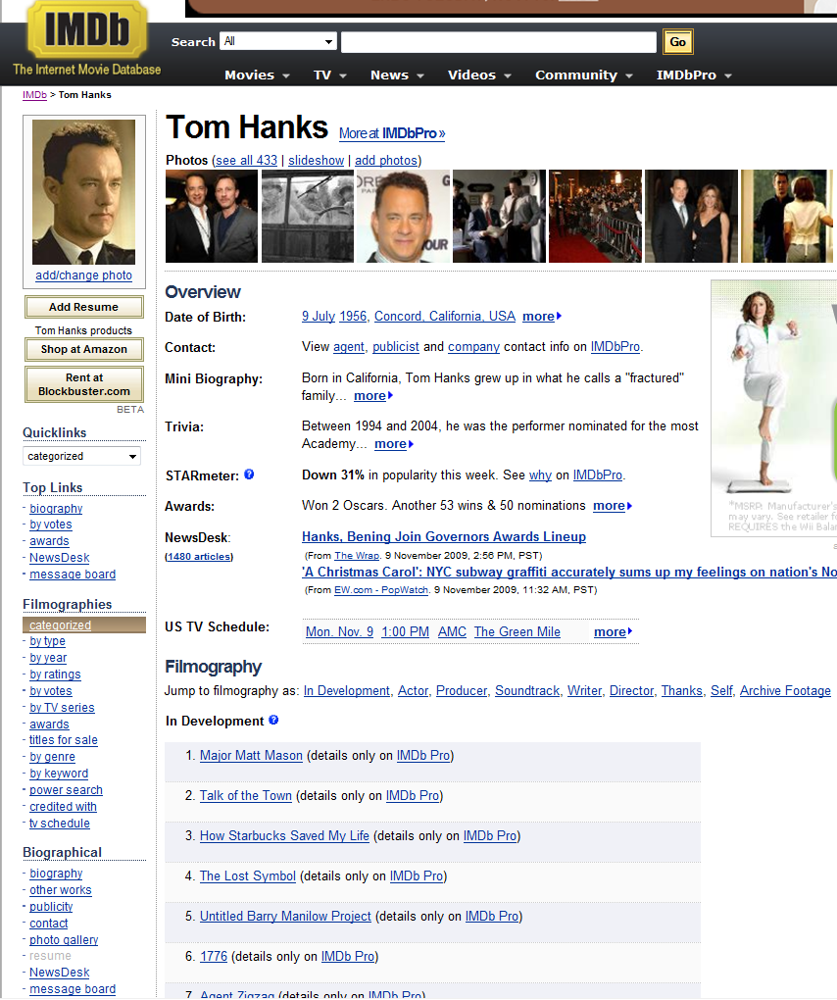 IMDb
The Internet Movie Database
Search All Go
Movies TV News Videos Community IMDbPro
IMDb > Tom Hanks
Tom Hanks More at IMDbPro »
Photos (see all 433 | slideshow | add photos)
add/change photo
Add Resume
Tom Hanks products
Shop at Amazon
Rent at
Blockbuster.com
BETA
Quicklinks
categorized
Top Links
- biography
- by votes
- awards
- NewsDesk
- message board
Filmographies
categorized
- by type
- by year
- by ratings
- by votes
- by TV series
- awards
- titles for sale
- by genre
- by keyword
- power search
- credited with
- tv schedule
Biographical
- biography
- other works
- publicity
- contact
- photo gallery
- resume
- NewsDesk
- message board
Overview
Date of Birth: 9 July 1956, Concord, California, USA more
Contact: View agent, publicist and company contact info on IMDbPro.
Mini Biography: Born in California, Tom Hanks grew up in what he calls a "fractured"
family... more
Trivia: Between 1994 and 2004, he was the performer nominated for the most
Academy... more
STARmeter: ? Down 31% in popularity this week. See why on IMDbPro.
Awards: Won 2 Oscars. Another 53 wins & 50 nominations more
NewsDesk: Hanks, Bening Join Governors Awards Lineup
(1480 articles) (From The Wrap. 9 November 2009, 2:56 PM, PST)
'A Christmas Carol': NYC subway graffiti accurately sums up my feelings on nation's No
(From EW.com - PopWatch. 9 November 2009, 11:32 AM, PST)
US TV Schedule: Mon. Nov. 9 1:00 PM AMC The Green Mile more
*MSRP: Manufacturer's
may vary. See retailer f
REQUIRES the Wii Bala
Filmography
Jump to filmography as: In Development, Actor, Producer, Soundtrack, Writer, Director, Thanks, Self, Archive Footage
In Development ?
1. Major Matt Mason (details only on IMDb Pro)
2. Talk of the Town (details only on IMDb Pro)
3. How Starbucks Saved My Life (details only on IMDb Pro)
4. The Lost Symbol (details only on IMDb Pro)
5. Untitled Barry Manilow Project (details only on IMDb Pro)
6. 1776 (details only on IMDb Pro)
7. Agent Zigzag (details only on IMDb Pro)